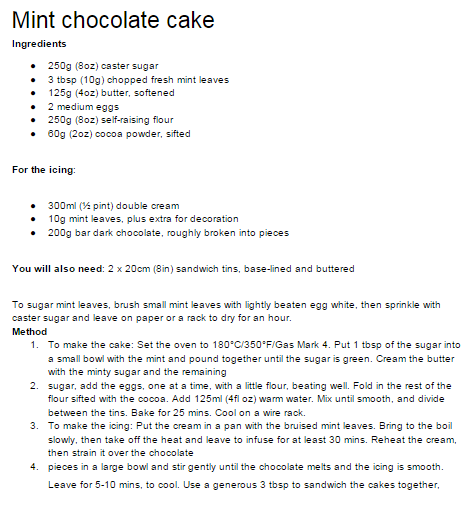 Mint chocolate cake
Ingredients
• 250g (8oz) caster sugar
• 3 tbsp (10g) chopped fresh mint leaves
• 125g (4oz) butter, softened
• 2 medium eggs
• 250g (8oz) self-raising flour
• 60g (2oz) cocoa powder, sifted
For the icing:
• 300ml (½ pint) double cream
• 10g mint leaves, plus extra for decoration
• 200g bar dark chocolate, roughly broken into pieces
You will also need: 2 x 20cm (8in) sandwich tins, base-lined and buttered
To sugar mint leaves, brush small mint leaves with lightly beaten egg white, then sprinkle with
caster sugar and leave on paper or a rack to dry for an hour.
Method
1. To make the cake: Set the oven to 180°C/350°F/Gas Mark 4. Put 1 tbsp of the sugar into
a small bowl with the mint and pound together until the sugar is green. Cream the butter
with the minty sugar and the remaining
2. sugar, add the eggs, one at a time, with a little flour, beating well. Fold in the rest of the
flour sifted with the cocoa. Add 125ml (4fl oz) warm water. Mix until smooth, and divide
between the tins. Bake for 25 mins. Cool on a wire rack.
3. To make the icing: Put the cream in a pan with the bruised mint leaves. Bring to the boil
slowly, then take off the heat and leave to infuse for at least 30 mins. Reheat the cream,
then strain it over the chocolate
4. pieces in a large bowl and stir gently until the chocolate melts and the icing is smooth.
Leave for 5-10 mins, to cool. Use a generous 3 tbsp to sandwich the cakes together,